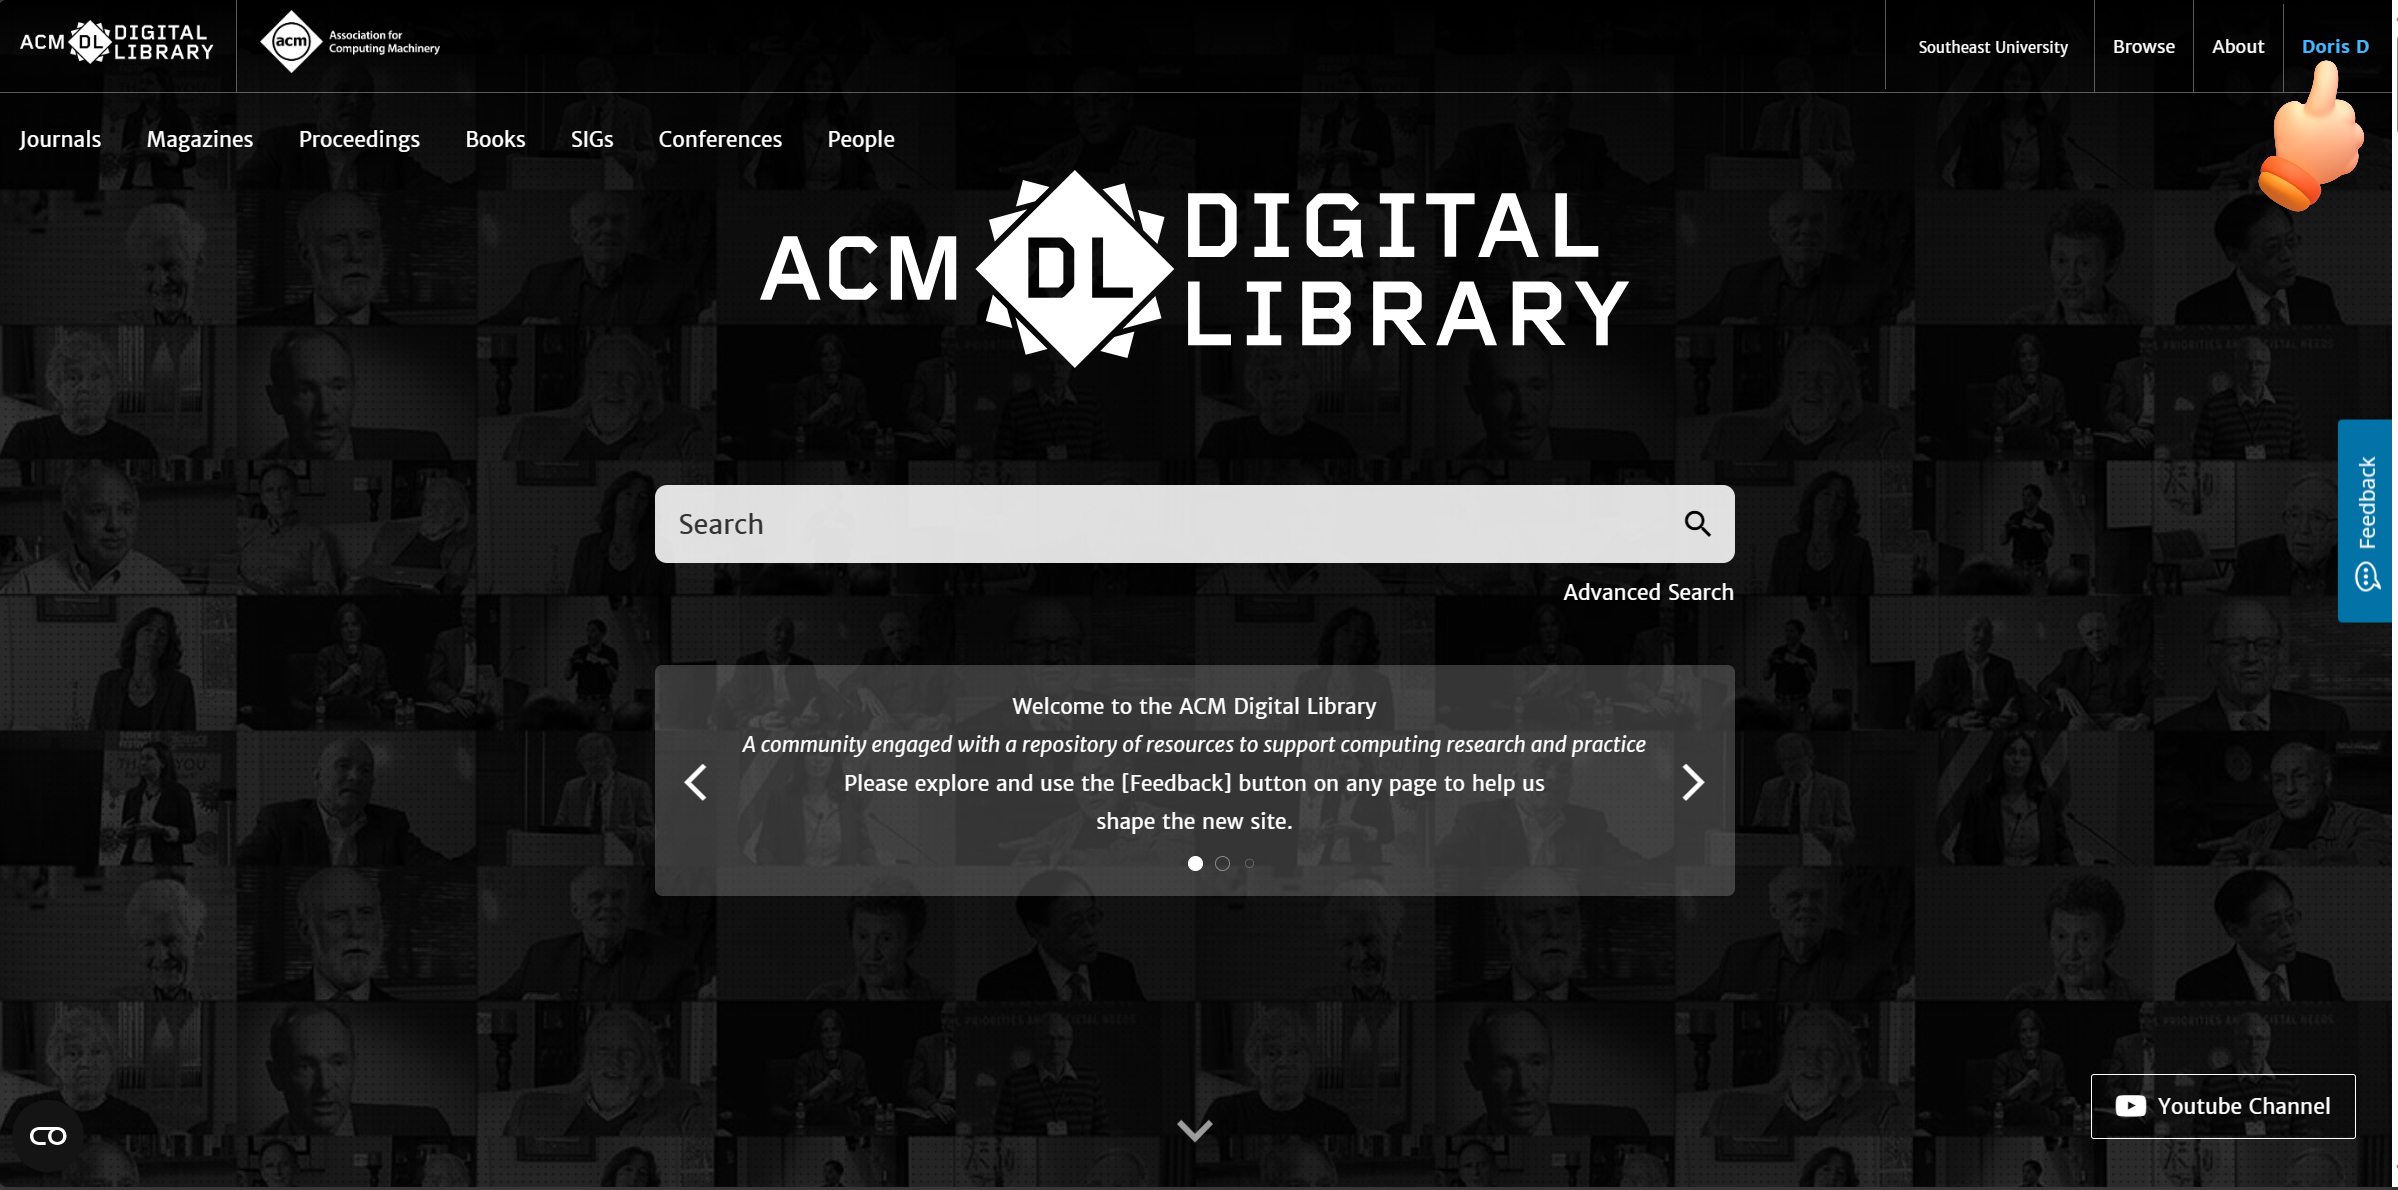 ACM DL DIGITAL LIBRARY
acm Association for Computing Machinery
Southeast University
Browse
About
Doris D
Journals
Magazines
Proceedings
Books
SIGs
Conferences
People
ACM DL DIGITAL LIBRARY
Search
Advanced Search
Feedback
Welcome to the ACM Digital Library
A community engaged with a repository of resources to support computing research and practice
Please explore and use the [Feedback] button on any page to help us
shape the new site.
Youtube Channel